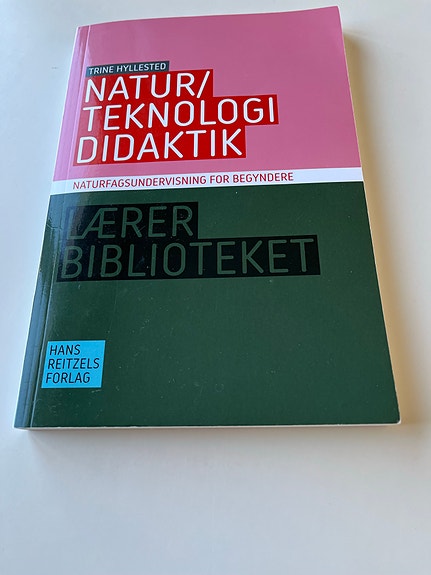 TRINE HYLLESTED
NATUR/
TEKNOLOGI
DIDAKTIK
NATURFAGSUNDERVISNING FOR BEGYNDERE
LÆRER
BIBLIOTEKET
HANS
REITZELS
FORLAG